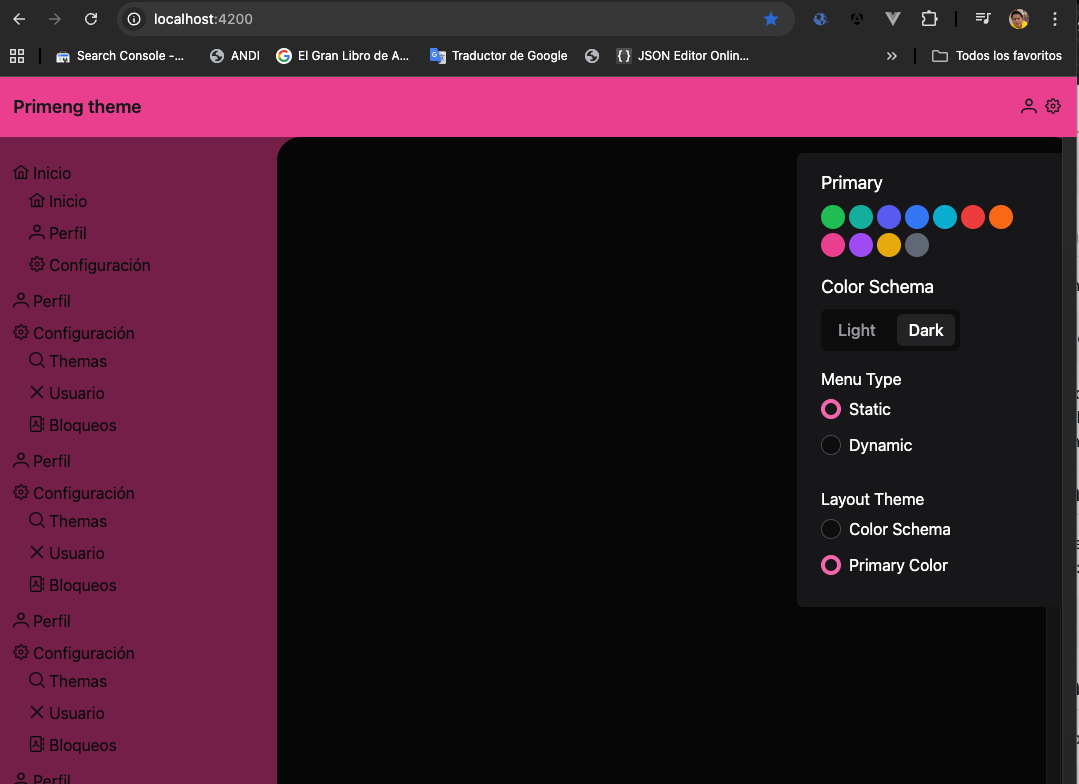 localhost:4200
Search Console -... ANDI El Gran Libro de A... Traductor de Google JSON Editor Onlin... » Todos los favoritos
Primeng theme
Inicio
Inicio
Perfil
Configuración
Perfil
Configuración
Themas
Usuario
Bloqueos
Perfil
Configuración
Themas
Usuario
Bloqueos
Perfil
Configuración
Themas
Usuario
Bloqueos
Perfil
Primary
Color Schema
Light Dark
Menu Type
Static
Dynamic
Layout Theme
Color Schema
Primary Color